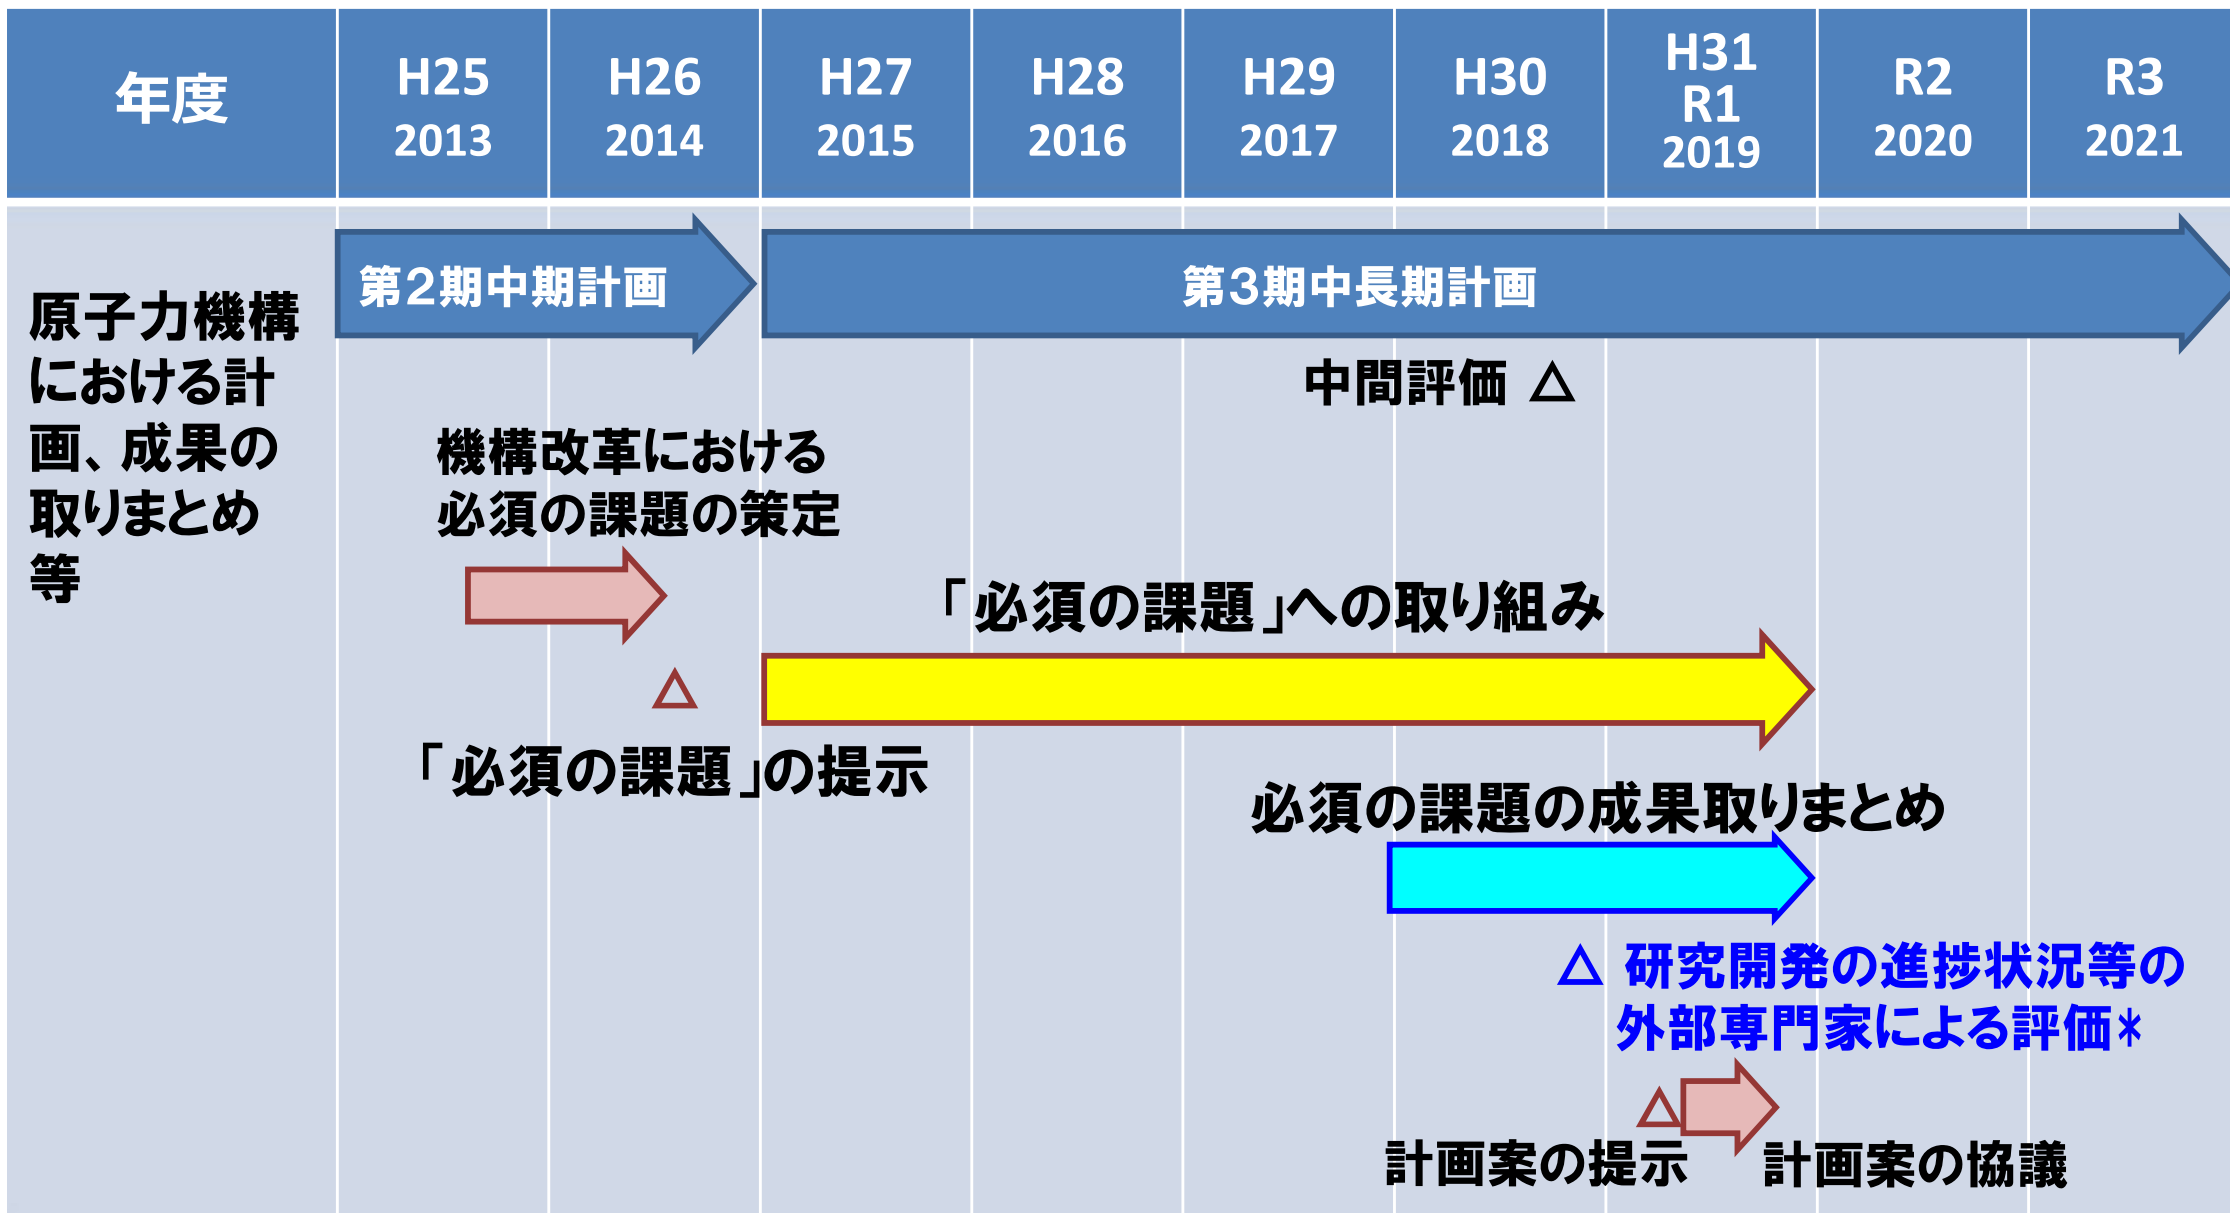 年度
H25
2013
H26
2014
H27
2015
H28
2016
H29
2017
H30
2018
H31
R1
2019
R2
2020
R3
2021
原子力機構
における計
画、成果の
取りまとめ
等
第２期中期計画
第３期中長期計画
中間評価 △
機構改革における
必須の課題の策定
「必須の課題」への取り組み
△
「必須の課題」の提示
必須の課題の成果取りまとめ
△ 研究開発の進捗状況等の
外部専門家による評価＊
△
計画案の提示
計画案の協議